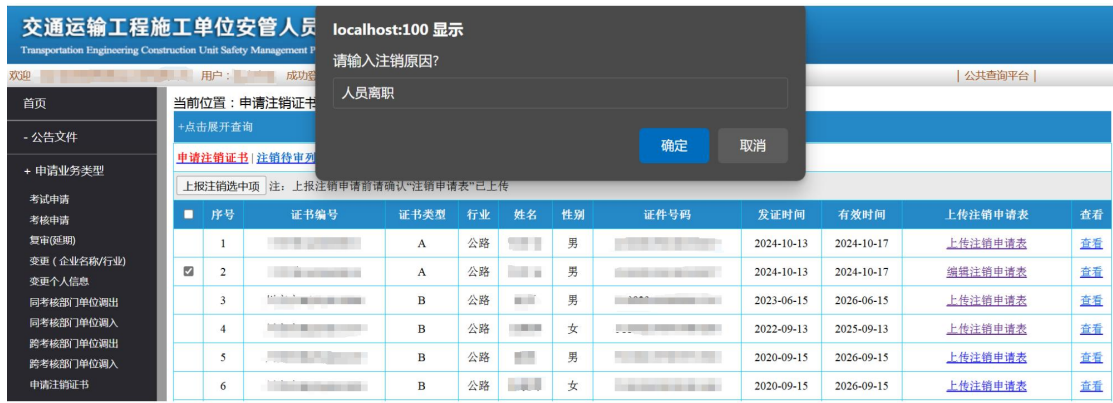 交通运输工程施工单位安管人员
Transportation Engineering Construction Unit Safety Management P
localhost:100 显示
请输入注销原因?
人员离职
确定 取消
欢迎 用户: 成功登
| 公共查询平台 |
首页
- 公告文件
+ 申请业务类型
考试申请
考核申请
复审(延期)
变更(企业名称/行业)
变更个人信息
同考核部门单位调出
同考核部门单位调入
跨考核部门单位调出
跨考核部门单位调入
申请注销证书
当前位置:申请注销证书
+点击展开查询
申请注销证书 | 注销待审列
上报注销选中项 注: 上报注销申请前请确认“注销申请表”已上传
序号 证书编号 证书类型 行业 姓名 性别 证件号码 发证时间 有效时间 上传注销申请表 查看
1 A 公路 男 2024-10-13 2024-10-17 上传注销申请表 查看
2 A 公路 男 2024-10-13 2024-10-17 编辑注销申请表 查看
3 B 公路 男 2023-06-15 2026-06-15 上传注销申请表 查看
4 B 公路 女 2022-09-13 2025-09-13 上传注销申请表 查看
5 B 公路 男 2020-09-15 2026-09-15 上传注销申请表 查看
6 B 公路 女 2020-09-15 2026-09-15 上传注销申请表 查看